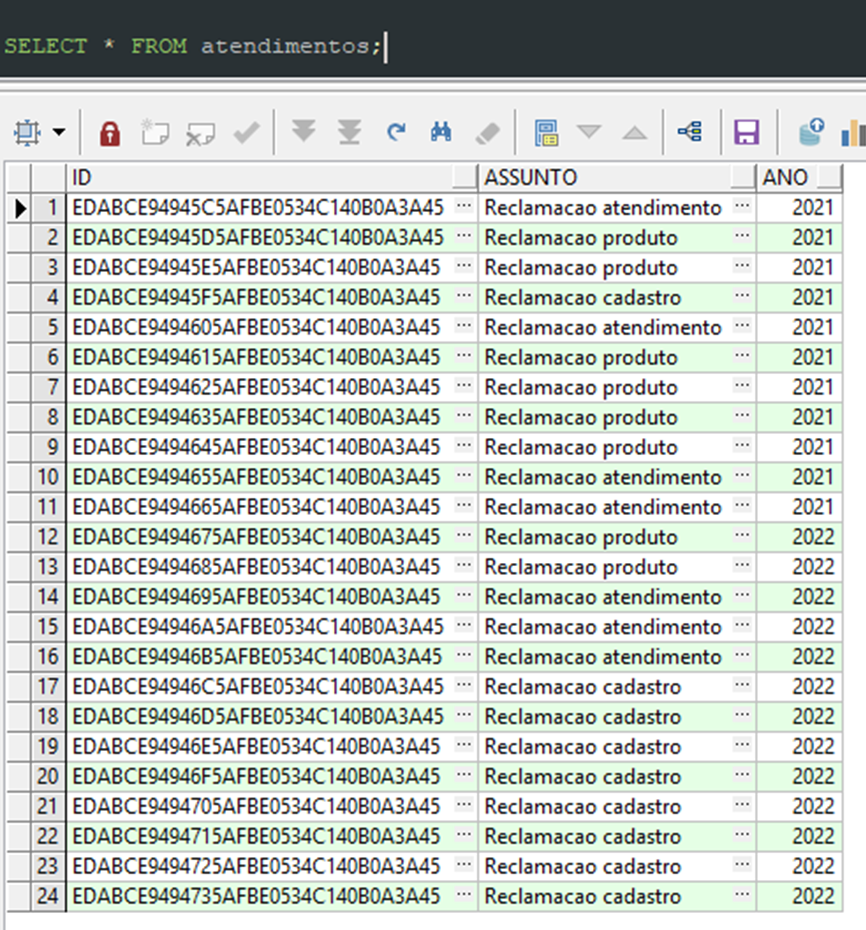 SELECT * FROM atendimentos;
ID ASSUNTO ANO
1 EDABCE94945C5AFBE0534C140B0A3A45 ... Reclamacao atendimento ... 2021
2 EDABCE94945D5AFBE0534C140B0A3A45 ... Reclamacao produto ... 2021
3 EDABCE94945E5AFBE0534C140B0A3A45 ... Reclamacao produto ... 2021
4 EDABCE94945F5AFBE0534C140B0A3A45 ... Reclamacao cadastro ... 2021
5 EDABCE9494605AFBE0534C140B0A3A45 ... Reclamacao atendimento ... 2021
6 EDABCE9494615AFBE0534C140B0A3A45 ... Reclamacao produto ... 2021
7 EDABCE9494625AFBE0534C140B0A3A45 ... Reclamacao produto ... 2021
8 EDABCE9494635AFBE0534C140B0A3A45 ... Reclamacao produto ... 2021
9 EDABCE9494645AFBE0534C140B0A3A45 ... Reclamacao produto ... 2021
10 EDABCE9494655AFBE0534C140B0A3A45 ... Reclamacao atendimento ... 2021
11 EDABCE9494665AFBE0534C140B0A3A45 ... Reclamacao atendimento ... 2021
12 EDABCE9494675AFBE0534C140B0A3A45 ... Reclamacao produto ... 2022
13 EDABCE9494685AFBE0534C140B0A3A45 ... Reclamacao produto ... 2022
14 EDABCE9494695AFBE0534C140B0A3A45 ... Reclamacao atendimento ... 2022
15 EDABCE94946A5AFBE0534C140B0A3A45 ... Reclamacao atendimento ... 2022
16 EDABCE94946B5AFBE0534C140B0A3A45 ... Reclamacao atendimento ... 2022
17 EDABCE94946C5AFBE0534C140B0A3A45 ... Reclamacao cadastro ... 2022
18 EDABCE94946D5AFBE0534C140B0A3A45 ... Reclamacao cadastro ... 2022
19 EDABCE94946E5AFBE0534C140B0A3A45 ... Reclamacao cadastro ... 2022
20 EDABCE94946F5AFBE0534C140B0A3A45 ... Reclamacao cadastro ... 2022
21 EDABCE9494705AFBE0534C140B0A3A45 ... Reclamacao cadastro ... 2022
22 EDABCE9494715AFBE0534C140B0A3A45 ... Reclamacao cadastro ... 2022
23 EDABCE9494725AFBE0534C140B0A3A45 ... Reclamacao cadastro ... 2022
24 EDABCE9494735AFBE0534C140B0A3A45 ... Reclamacao cadastro ... 2022